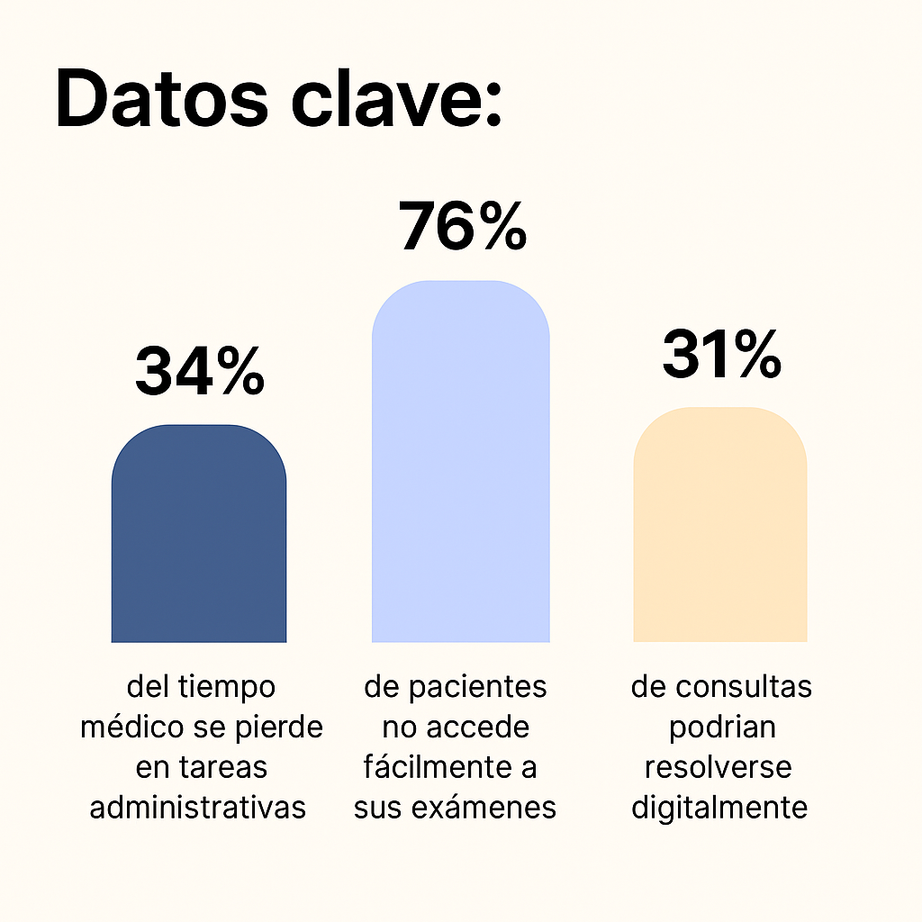 Datos clave:
34%
del tiempo
médico se pierde
en tareas
administrativas
76%
de pacientes
no accede
fácilmente a
sus exámenes
31%
de consultas
podrian
resolverse
digitalmente